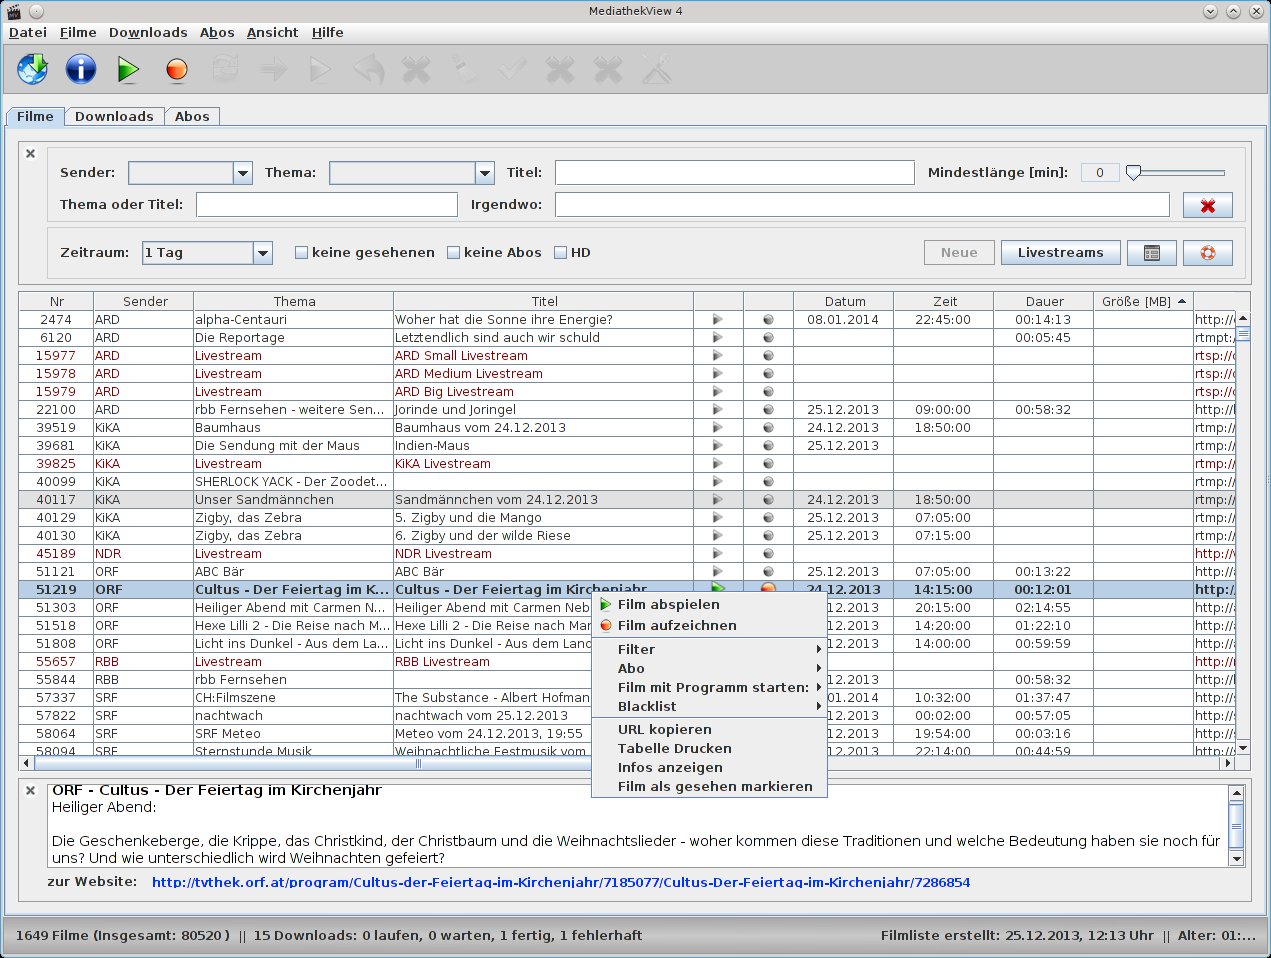 MediathekView 4
Datei Filme Downloads Abos Ansicht Hilfe
Filme Downloads Abos
Sender: Thema: Titel: Mindestlänge [min]: 0
Thema oder Titel: Irgendwo:
Zeitraum: 1 Tag keine gesehenen keine Abos HD Neue Livestreams
Nr Sender Thema Titel Datum Zeit Dauer Größe [MB]
2474 ARD alpha-Centauri Woher hat die Sonne ihre Energie? 08.01.2014 22:45:00 00:14:13 http://
6120 ARD Die Reportage Letztendlich sind auch wir schuld 00:05:45 rtmpt:
15977 ARD Livestream ARD Small Livestream rtsp://
15978 ARD Livestream ARD Medium Livestream rtsp://
15979 ARD Livestream ARD Big Livestream rtsp://
22100 ARD rbb Fernsehen - weitere Sen... Jorinde und Joringel 25.12.2013 09:00:00 00:58:32 http://
39519 KiKA Baumhaus Baumhaus vom 24.12.2013 24.12.2013 18:50:00 rtmp://
39681 KiKA Die Sendung mit der Maus Indien-Maus 25.12.2013 rtmp://
39825 KiKA Livestream KiKA Livestream rtmp://
40099 KiKA SHERLOCK YACK - Der Zoodet... rtmp://
40117 KiKA Unser Sandmännchen Sandmännchen vom 24.12.2013 24.12.2013 18:50:00 rtmp://
40129 KiKA Zigby, das Zebra 5. Zigby und die Mango 25.12.2013 07:05:00 rtmp://
40130 KiKA Zigby, das Zebra 6. Zigby und der wilde Riese 25.12.2013 07:15:00 rtmp://
45189 NDR Livestream NDR Livestream http://
51121 ORF ABC Bär ABC Bär 25.12.2013 07:05:00 00:13:22 http://
51219 ORF Cultus - Der Feiertag im K... Cultus - Der Feiertag im Kirchenjahr 24.12.2013 14:15:00 00:12:01 http:
51303 ORF Heiliger Abend mit Carmen N... Heiliger Abend mit Carmen Neb .12.2013 20:15:00 02:14:55 http://
51518 ORF Hexe Lilli 2 - Die Reise nach M... Hexe Lilli 2 - Die Reise nach Man .12.2013 14:20:00 01:22:10 http://
51808 ORF Licht ins Dunkel - Aus dem La... Licht ins Dunkel - Aus dem Land .12.2013 14:00:00 00:59:59 http://
55657 RBB Livestream RBB Livestream http://
55844 RBB rbb Fernsehen .12.2013 00:58:32 http://
57337 SRF CH:Filmszene The Substance - Albert Hofman .01.2014 10:32:00 01:37:47 http://
57822 SRF nachtwach nachtwach vom 25.12.2013 .12.2013 00:02:00 00:57:05 http://
58064 SRF SRF Meteo Meteo vom 24.12.2013, 19:55 .12.2013 19:54:00 00:03:16 http://
58094 SRF Sternstunde Musik Weihnachtliche Festmusik vom .12.2013 22:14:00 00:44:59 http://
Film abspielen
Film aufzeichnen
Filter
Abo
Film mit Programm starten:
Blacklist
URL kopieren
Tabelle Drucken
Infos anzeigen
Film als gesehen markieren
ORF - Cultus - Der Feiertag im Kirchenjahr
Heiliger Abend:
Die Geschenkeberge, die Krippe, das Christkind, der Christbaum und die Weihnachtslieder - woher kommen diese Traditionen und welche Bedeutung haben sie noch für
uns? Und wie unterschiedlich wird Weihnachten gefeiert?
zur Website: http://tvthek.orf.at/program/Cultus-der-Feiertag-im-Kirchenjahr/7185077/Cultus-Der-Feiertag-im-Kirchenjahr/7286854
1649 Filme (Insgesamt: 80520 ) || 15 Downloads: 0 laufen, 0 warten, 1 fertig, 1 fehlerhaft Filmliste erstellt: 25.12.2013, 12:13 Uhr || Alter: 01:...